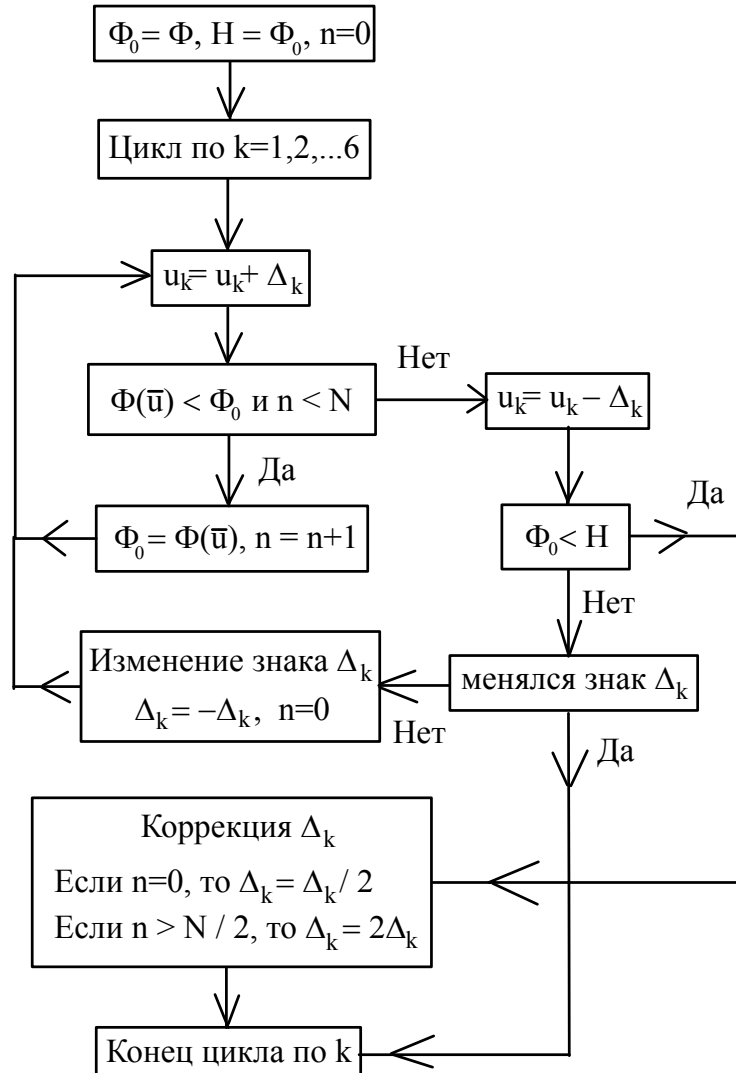 Φ₀ = Φ, H = Φ₀, n=0
Цикл по k=1,2,...6
uₖ= uₖ+ Δₖ
Нет
Φ(u̅) < Φ₀ и n < N
uₖ= uₖ − Δₖ
Да
Да
Φ₀ = Φ(u̅), n = n+1
Φ₀ < H
Нет
Изменение знака Δₖ
Δₖ = −Δₖ, n=0
менялся знак Δₖ
Нет
Да
Коррекция Δₖ
Если n=0, то Δₖ = Δₖ / 2
Если n > N / 2, то Δₖ = 2Δₖ
Конец цикла по k